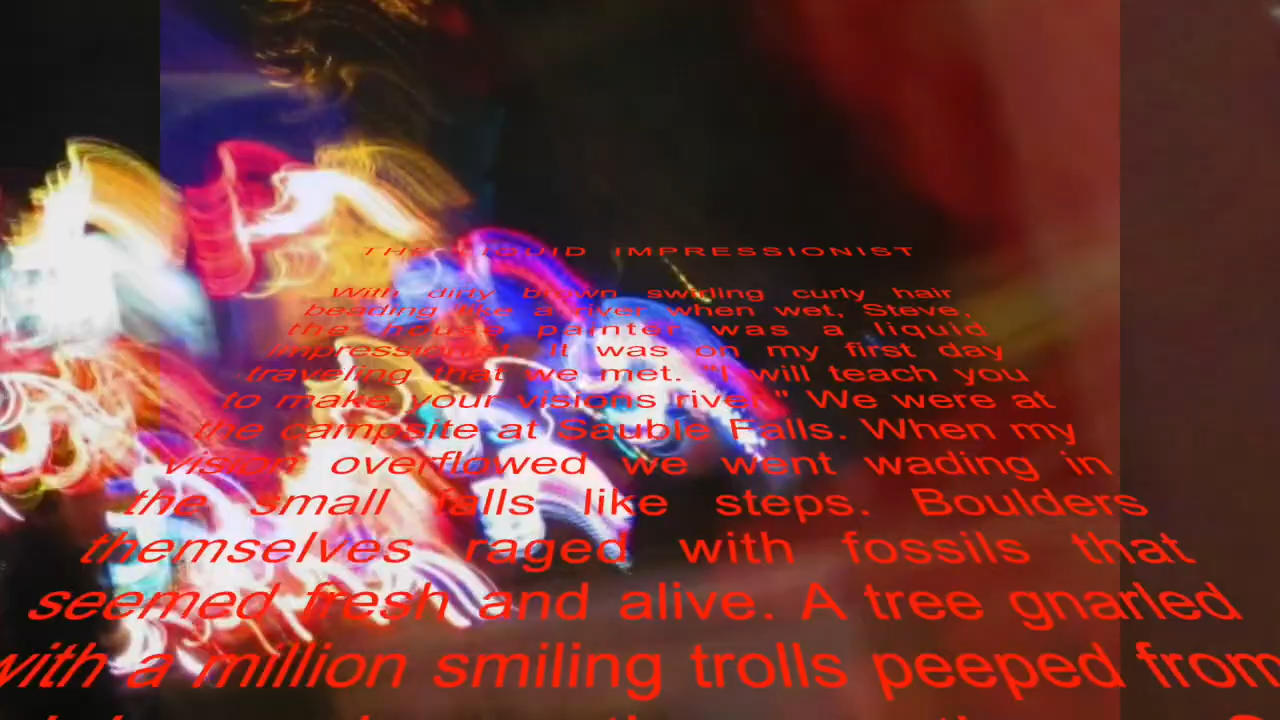 THE LIQUID IMPRESSIONIST
With dirty brown swirling curly hair
beading like a river when wet, Steve,
the house painter was a liquid
impressionist. It was on my first day
traveling that we met. "I will teach you
to make your visions river." We were at
the campsite at Sauble Falls. When my
vision overflowed we went wading in
the small falls like steps. Boulders
themselves raged with fossils that
seemed fresh and alive. A tree gnarled
with a million smiling trolls peeped from